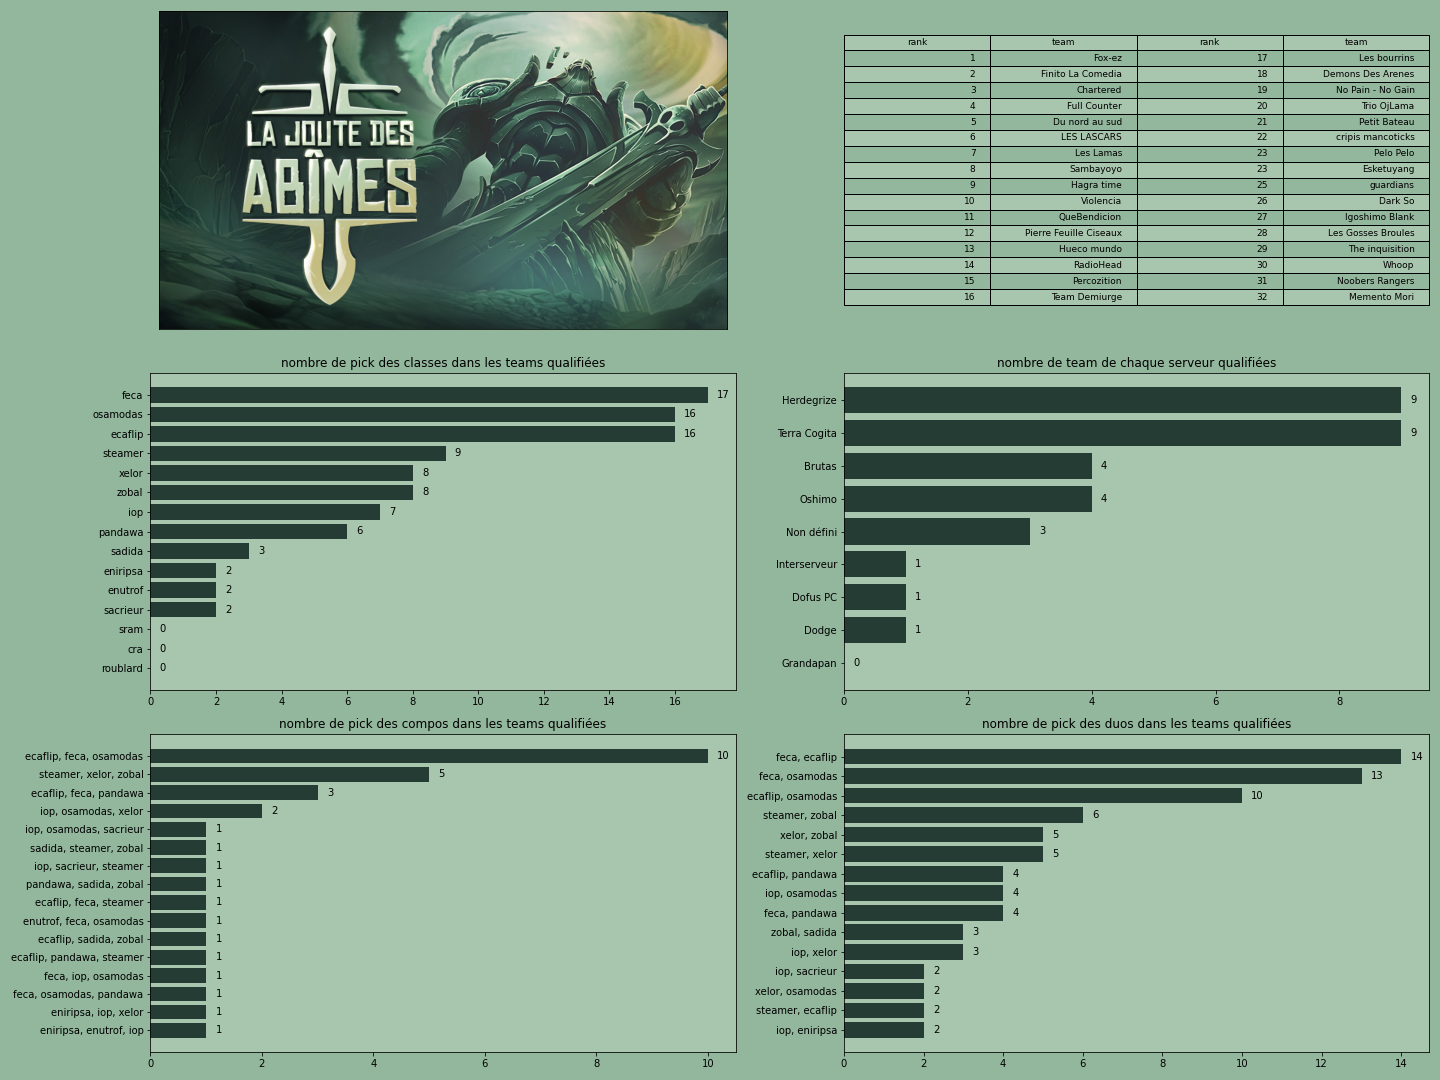 LA JOUTE DES
ABÎMES
rank team rank team
1 Fox-ez 17 Les bourrins
2 Finito La Comedia 18 Demons Des Arenes
3 Chartered 19 No Pain - No Gain
4 Full Counter 20 Trio OjLama
5 Du nord au sud 21 Petit Bateau
6 LES LASCARS 22 cripis mancoticks
7 Les Lamas 23 Pelo Pelo
8 Sambayoyo 23 Esketuyang
9 Hagra time 25 guardians
10 Violencia 26 Dark So
11 QueBendicion 27 Igoshimo Blank
12 Pierre Feuille Ciseaux 28 Les Gosses Broules
13 Hueco mundo 29 The inquisition
14 RadioHead 30 Whoop
15 Percozition 31 Noobers Rangers
16 Team Demiurge 32 Memento Mori
nombre de pick des classes dans les teams qualifiées
feca 17
osamodas 16
ecaflip 16
steamer 9
xelor 8
zobal 8
iop 7
pandawa 6
sadida 3
eniripsa 2
enutrof 2
sacrieur 2
sram 0
cra 0
roublard 0
0 2 4 6 8 10 12 14 16
nombre de team de chaque serveur qualifiées
Herdegrize 9
Terra Cogita 9
Brutas 4
Oshimo 4
Non défini 3
Interserveur 1
Dofus PC 1
Dodge 1
Grandapan 0
0 2 4 6 8
nombre de pick des compos dans les teams qualifiées
ecaflip, feca, osamodas 10
steamer, xelor, zobal 5
ecaflip, feca, pandawa 3
iop, osamodas, xelor 2
iop, osamodas, sacrieur 1
sadida, steamer, zobal 1
iop, sacrieur, steamer 1
pandawa, sadida, zobal 1
ecaflip, feca, steamer 1
enutrof, feca, osamodas 1
ecaflip, sadida, zobal 1
ecaflip, pandawa, steamer 1
feca, iop, osamodas 1
feca, osamodas, pandawa 1
eniripsa, iop, xelor 1
eniripsa, enutrof, iop 1
0 2 4 6 8 10
nombre de pick des duos dans les teams qualifiées
feca, ecaflip 14
feca, osamodas 13
ecaflip, osamodas 10
steamer, zobal 6
xelor, zobal 5
steamer, xelor 5
ecaflip, pandawa 4
iop, osamodas 4
feca, pandawa 4
zobal, sadida 3
iop, xelor 3
iop, sacrieur 2
xelor, osamodas 2
steamer, ecaflip 2
iop, eniripsa 2
0 2 4 6 8 10 12 14